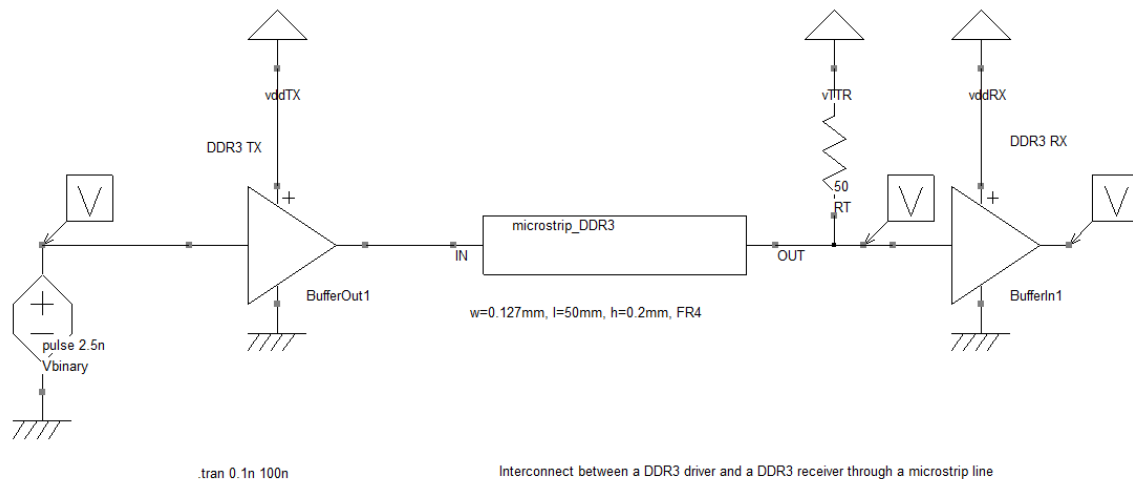 vddTX
vTTR
vddRX
DDR3 TX
DDR3 RX
+
+
V
V
V
50
RT
microstrip_DDR3
IN
OUT
BufferOut1
BufferIn1
w=0.127mm, l=50mm, h=0.2mm, FR4
+
pulse 2.5n
Vbinary
.tran 0.1n 100n
Interconnect between a DDR3 driver and a DDR3 receiver through a microstrip line